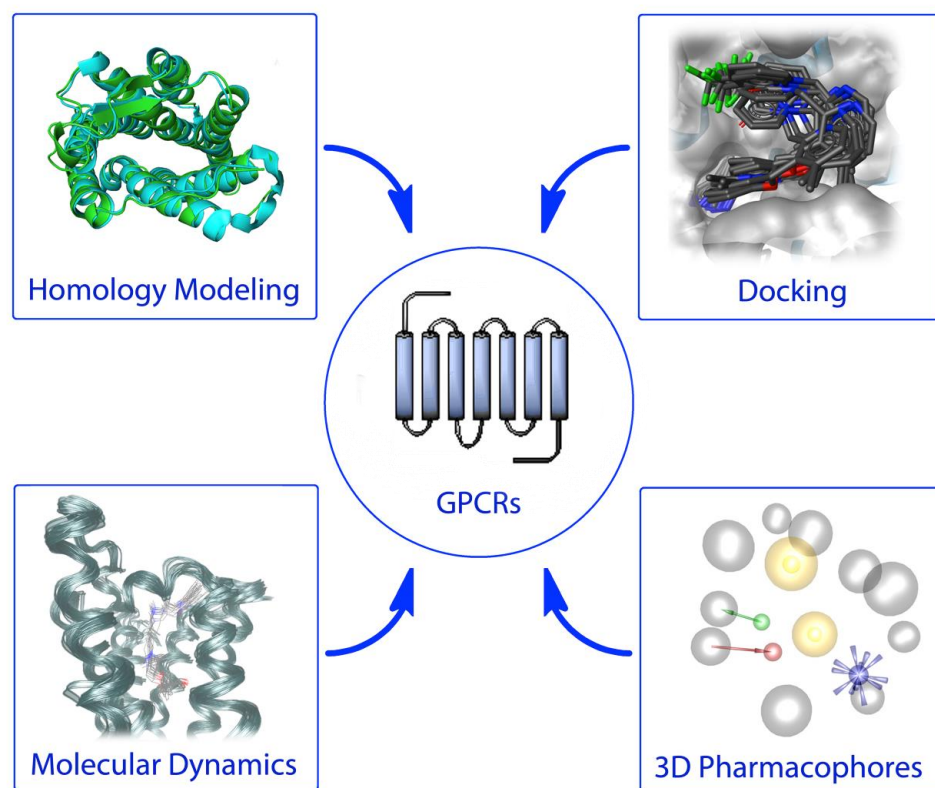 Homology Modeling
Docking
GPCRs
Molecular Dynamics
3D Pharmacophores